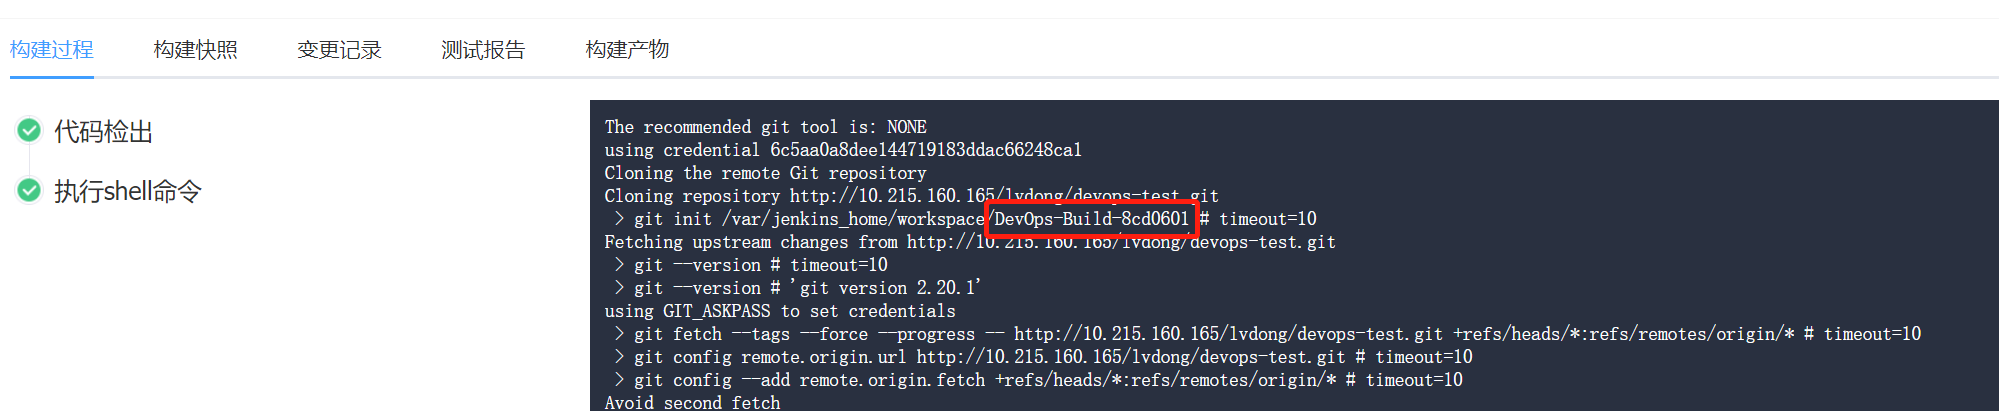 构建过程 构建快照 变更记录 测试报告 构建产物
代码检出
执行shell命令
The recommended git tool is: NONE
using credential 6c5aa0a8dee144719183ddac66248ca1
Cloning the remote Git repository
Cloning repository http://10.215.160.165/lvdong/devops-test.git
> git init /var/jenkins_home/workspace/DevOps-Build-8cd0601 # timeout=10
Fetching upstream changes from http://10.215.160.165/lvdong/devops-test.git
> git --version # timeout=10
> git --version # 'git version 2.20.1'
using GIT_ASKPASS to set credentials
> git fetch --tags --force --progress -- http://10.215.160.165/lvdong/devops-test.git +refs/heads/*:refs/remotes/origin/* # timeout=10
> git config remote.origin.url http://10.215.160.165/lvdong/devops-test.git # timeout=10
> git config --add remote.origin.fetch +refs/heads/*:refs/remotes/origin/* # timeout=10
Avoid second fetch